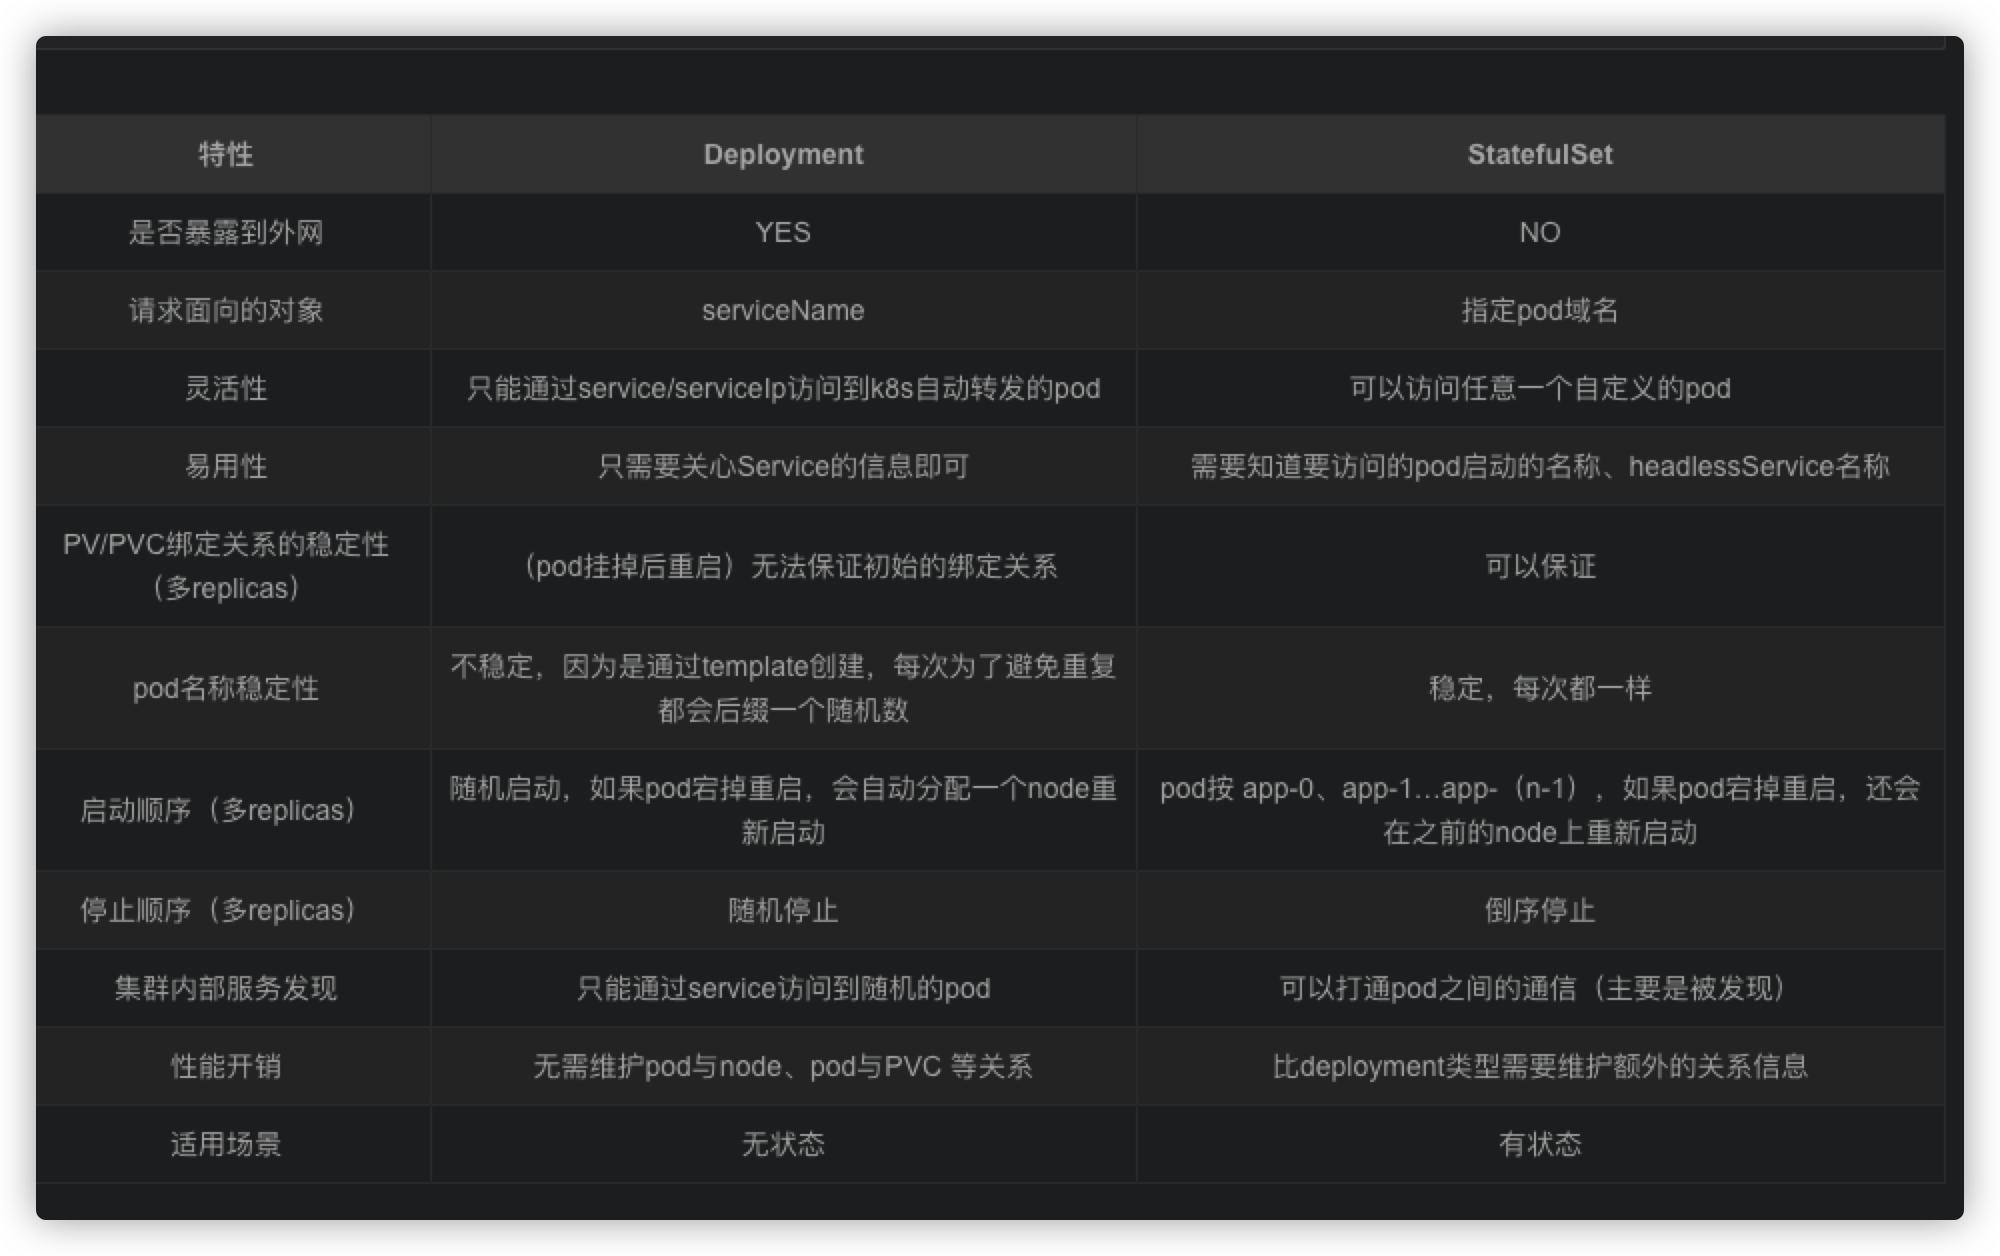 特性
Deployment
StatefulSet
是否暴露到外网
YES
NO
请求面向的对象
serviceName
指定pod域名
灵活性
只能通过service/serviceIp访问到k8s自动转发的pod
可以访问任意一个自定义的pod
易用性
只需要关心Service的信息即可
需要知道要访问的pod启动的名称、headlessService名称
PV/PVC绑定关系的稳定性
（多replicas）
（pod挂掉后重启）无法保证初始的绑定关系
可以保证
pod名称稳定性
不稳定，因为是通过template创建，每次为了避免重复
都会后缀一个随机数
稳定，每次都一样
启动顺序（多replicas）
随机启动，如果pod宕掉重启，会自动分配一个node重
新启动
pod按 app-0、app-1...app-（n-1），如果pod宕掉重启，还会
在之前的node上重新启动
停止顺序（多replicas）
随机停止
倒序停止
集群内部服务发现
只能通过service访问到随机的pod
可以打通pod之间的通信（主要是被发现）
性能开销
无需维护pod与node、pod与PVC 等关系
比deployment类型需要维护额外的关系信息
适用场景
无状态
有状态